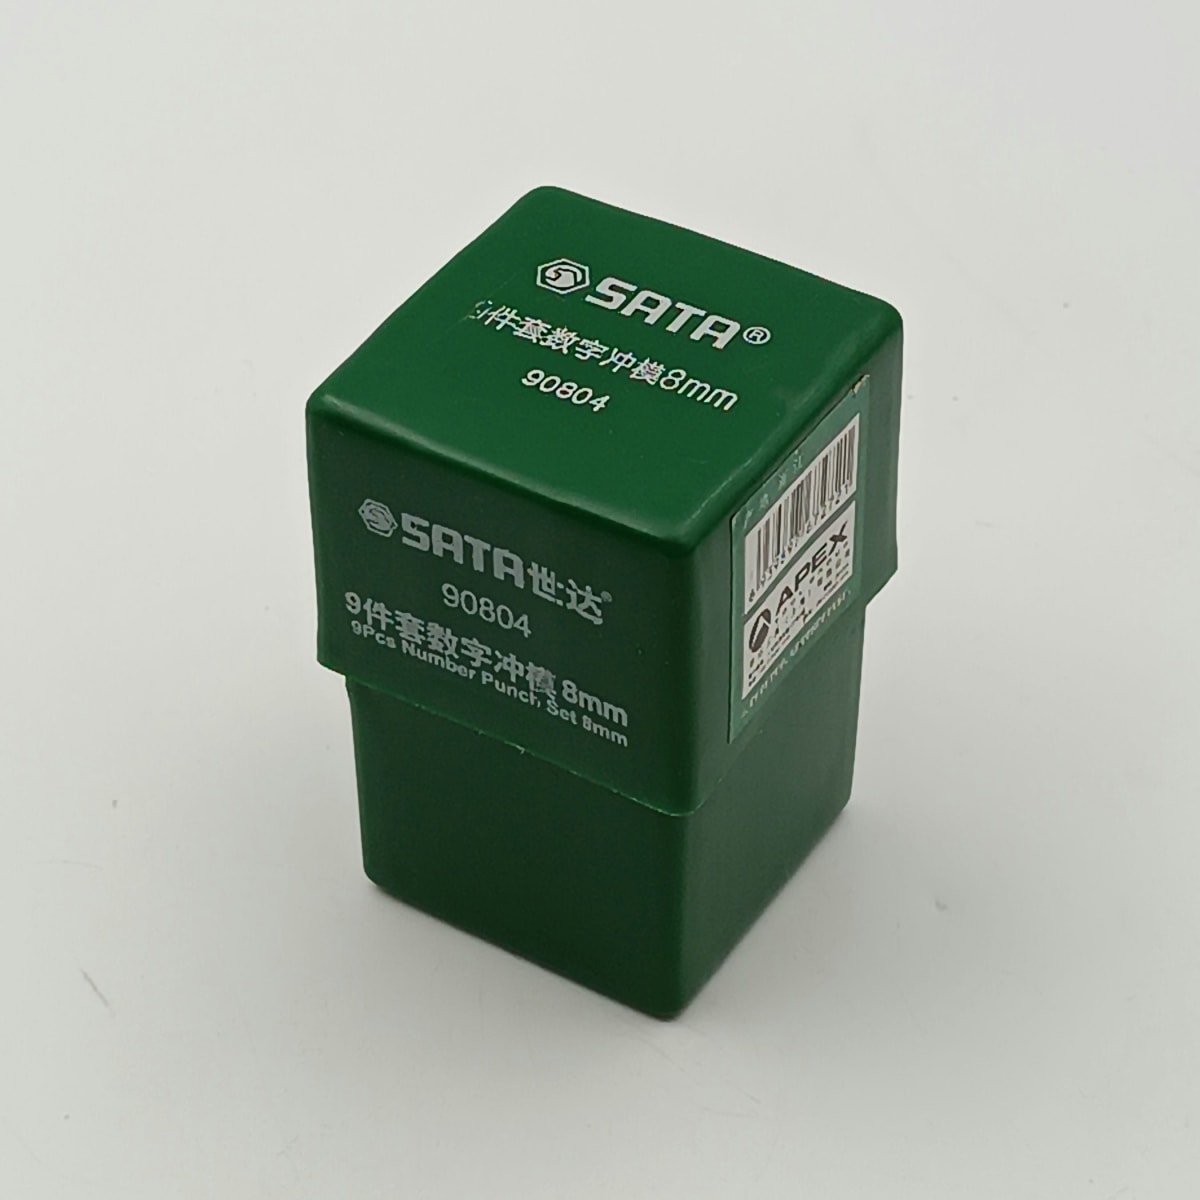 SATA®
9件套数字冲模8mm
90804
SATA世达®
90804
9件套数字冲模 8mm
9Pcs Number Punch Set 8mm
APEX